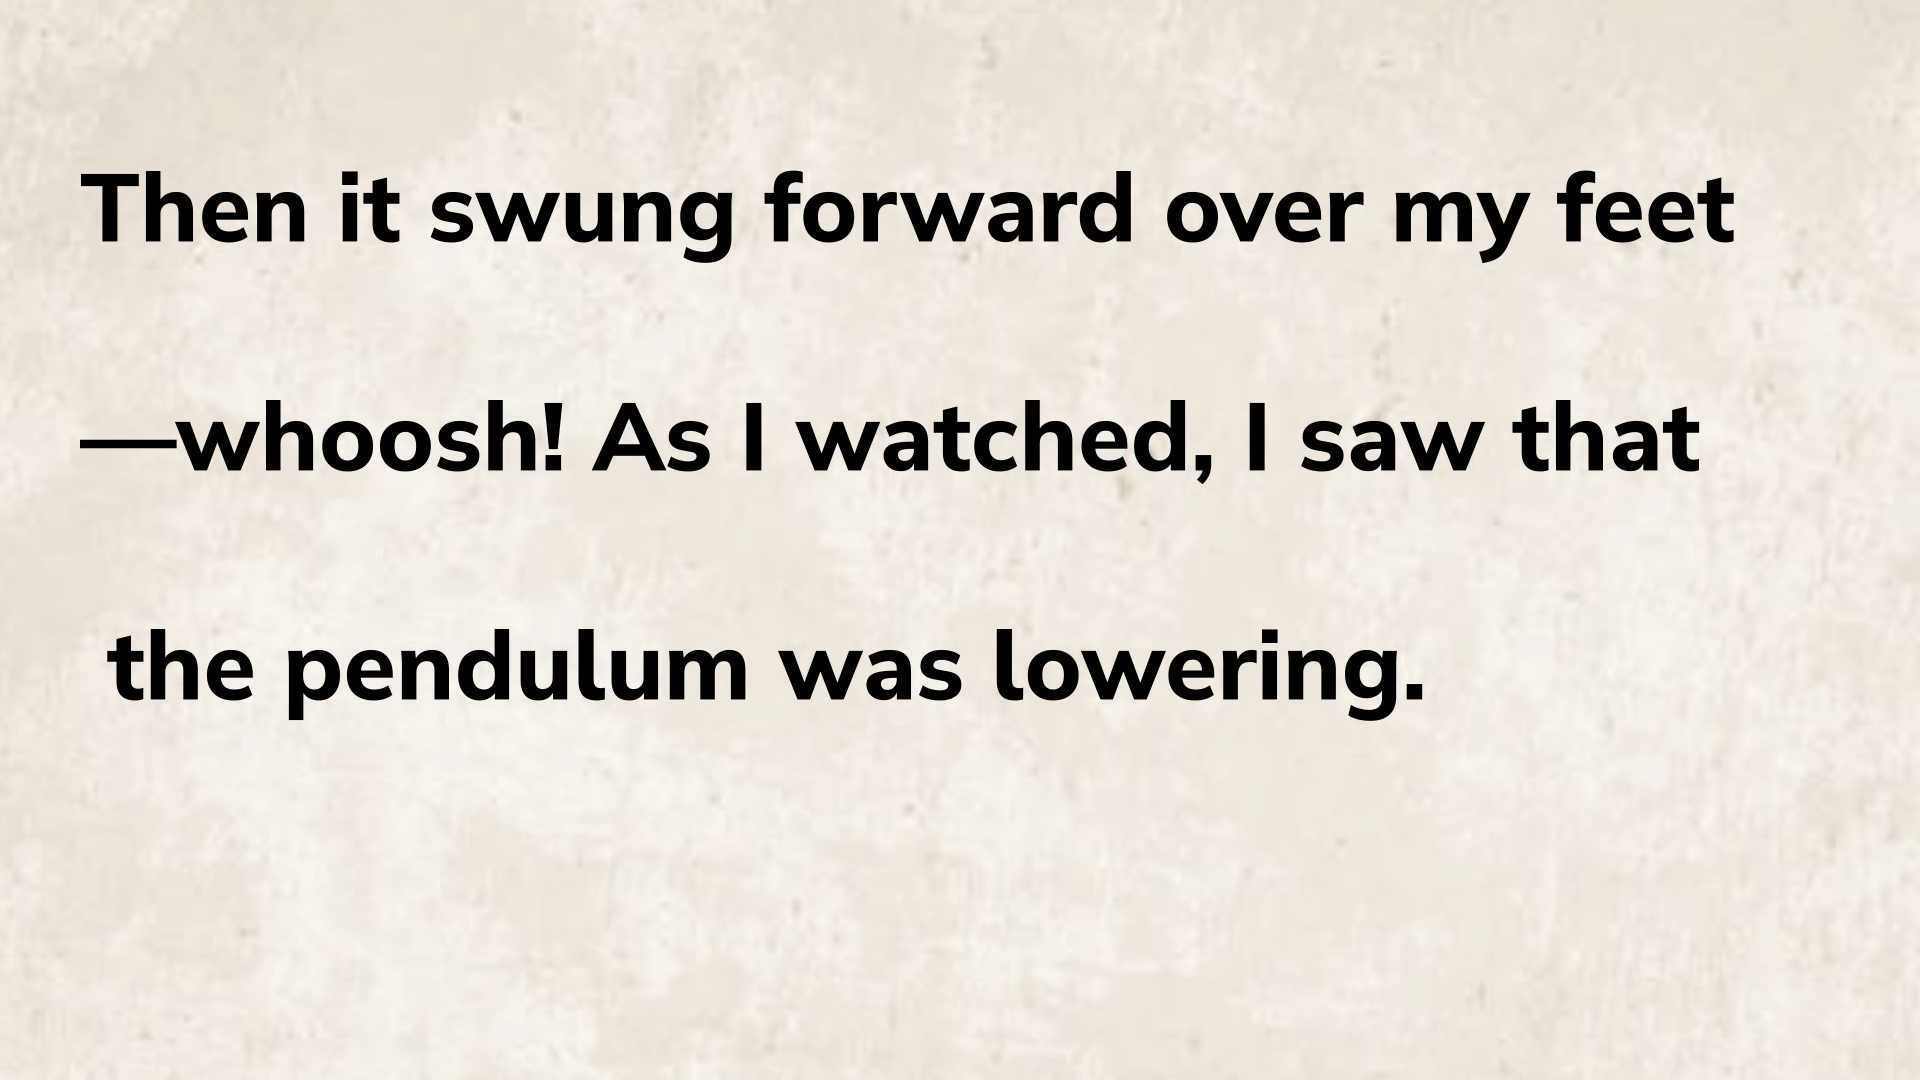 Then it swung forward over my feet
—whoosh! As I watched, I saw that
the pendulum was lowering.